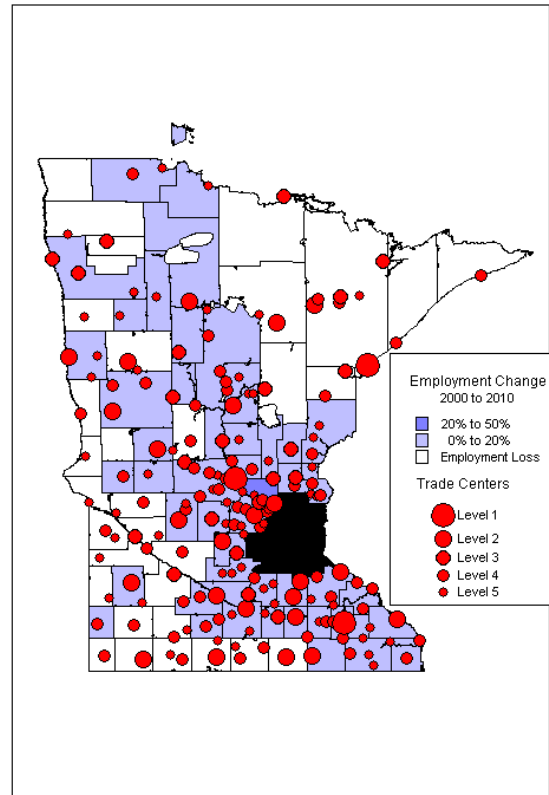 Employment Change
2000 to 2010
20% to 50%
0% to 20%
Employment Loss
Trade Centers
Level 1
Level 2
Level 3
Level 4
Level 5